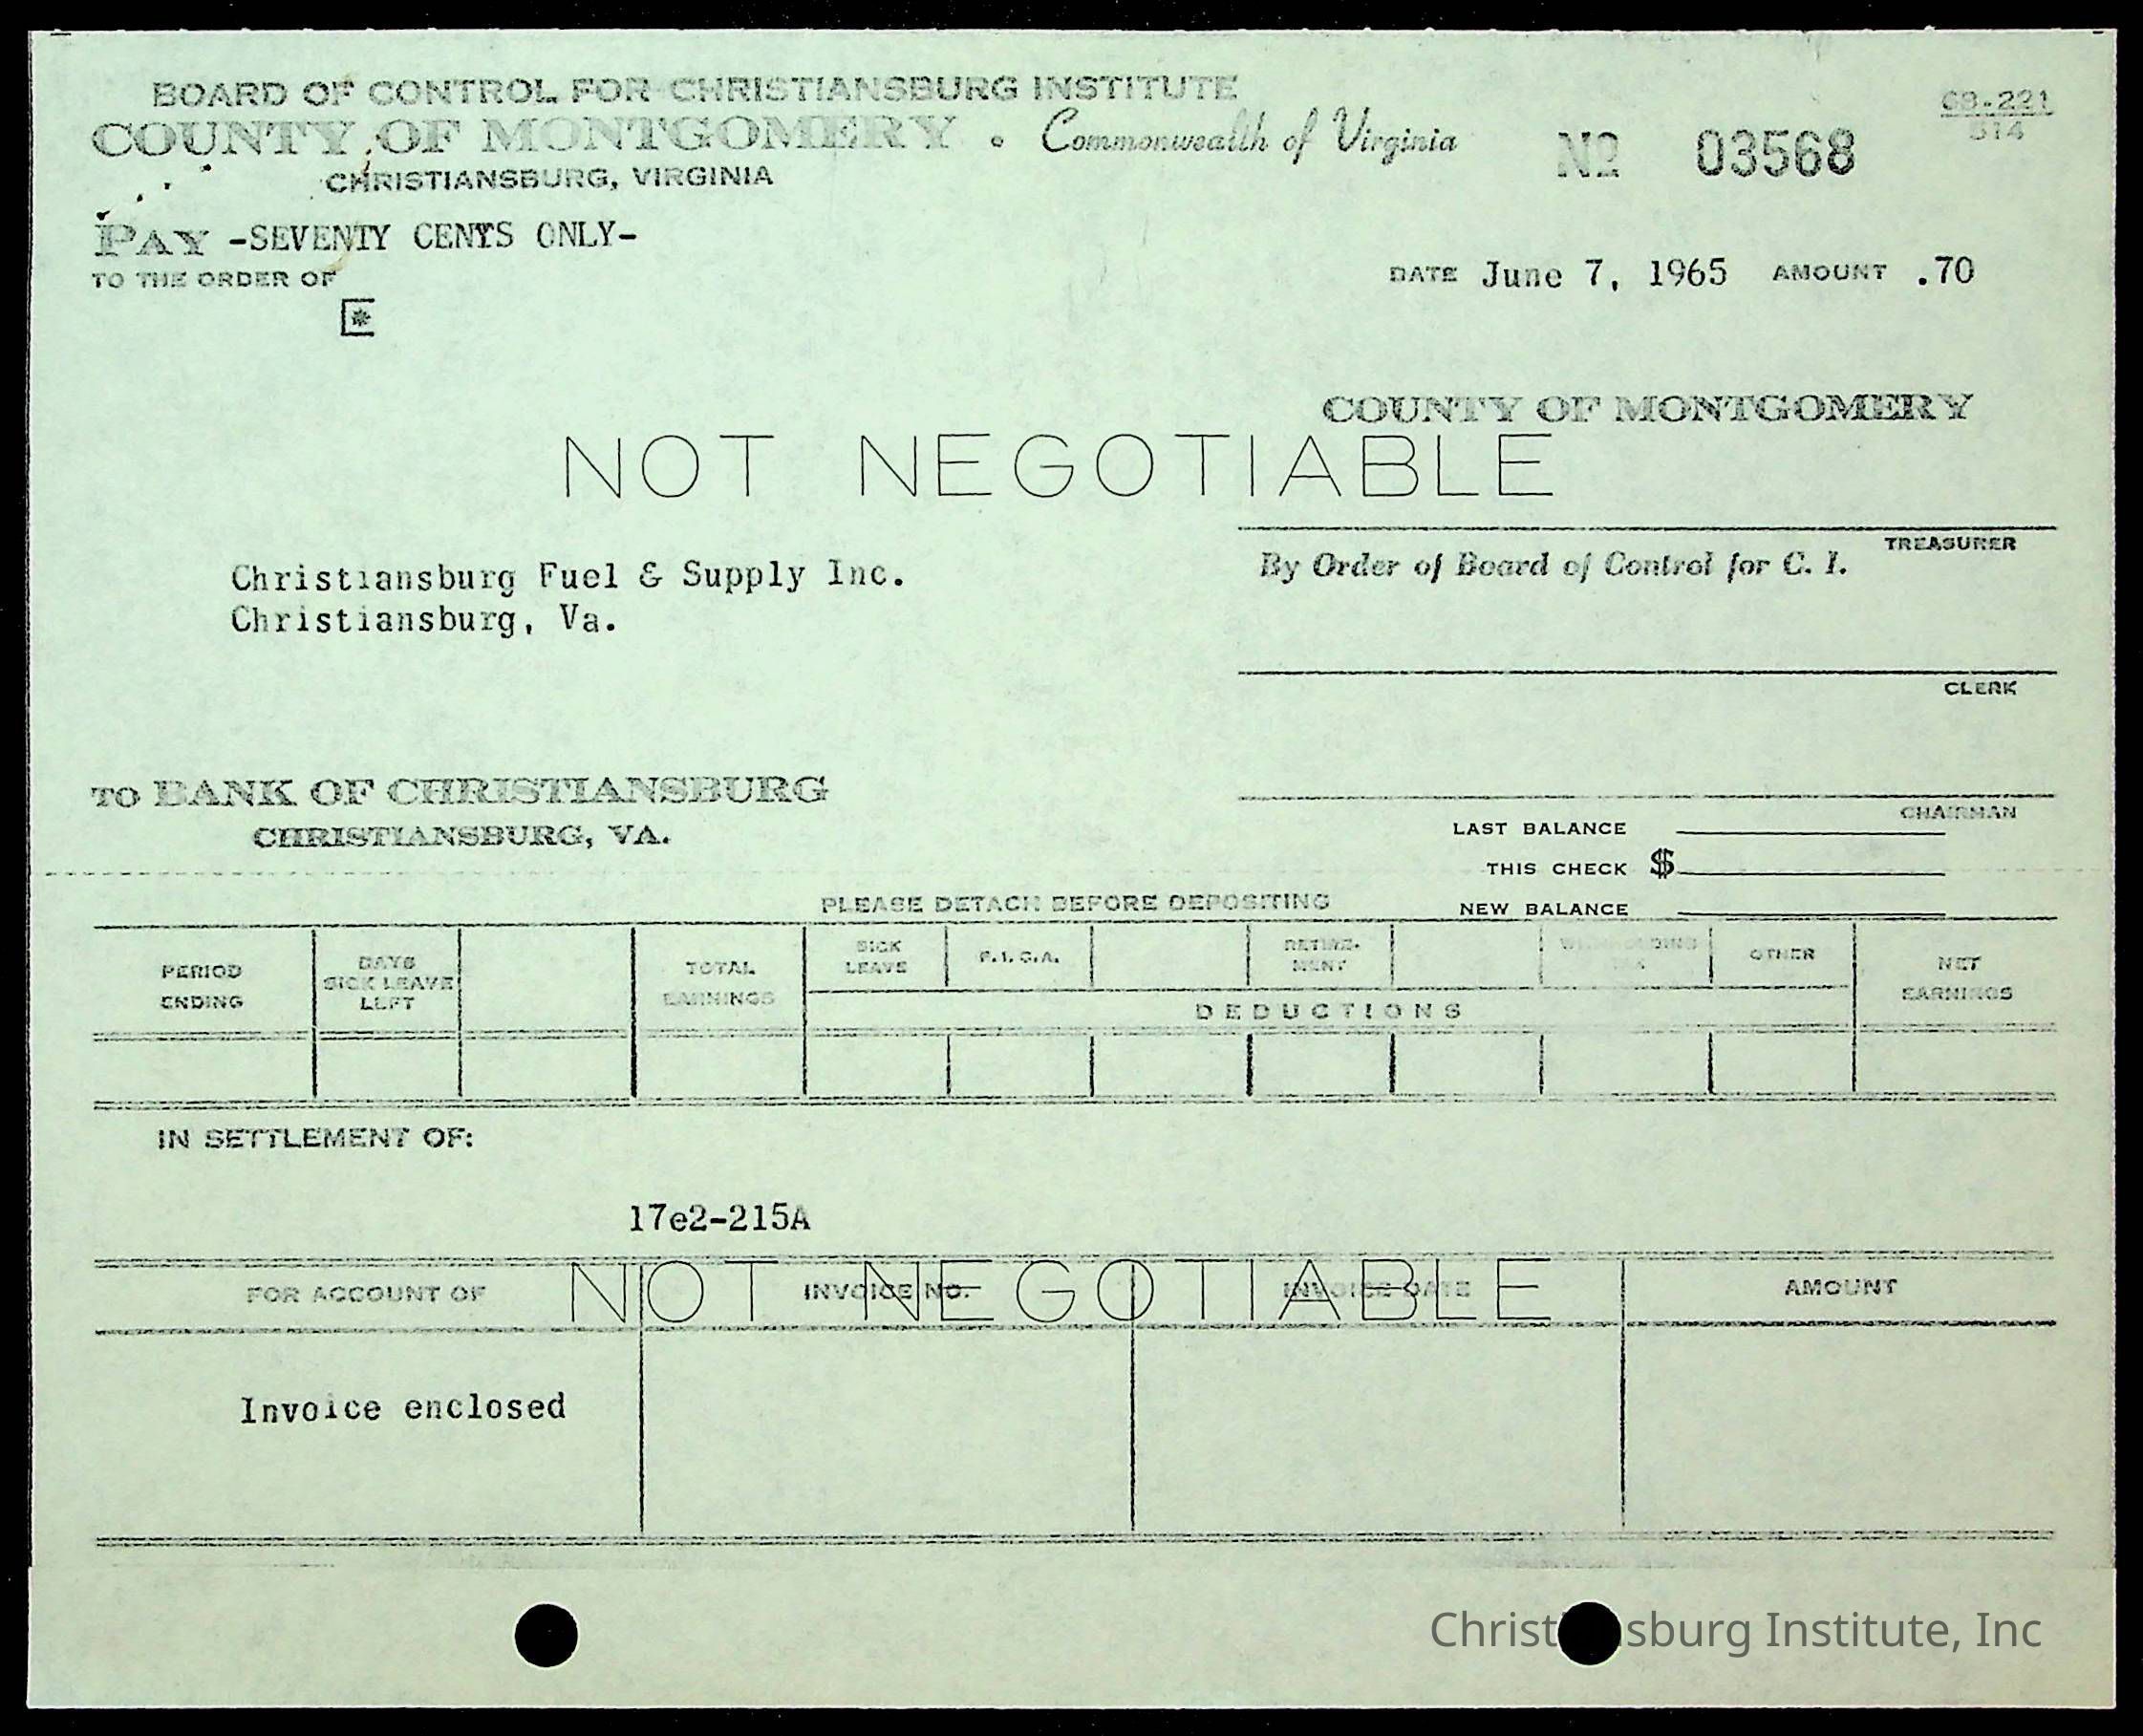 BOARD OF CONTROL FOR CHRISTIANSBURG INSTITUTE
COUNTY OF MONTGOMERY • Commonwealth of Virginia
CHRISTIANSBURG, VIRGINIA
No 03568
68-221
514
PAY -SEVENTY CENTS ONLY-
TO THE ORDER OF
DATE June 7, 1965 AMOUNT .70
COUNTY OF MONTGOMERY
NOT NEGOTIABLE
TREASURER
Christiansburg Fuel & Supply Inc.
Christiansburg, Va.
By Order of Board of Control for C. I.
CLERK
TO BANK OF CHRISTIANSBURG
CHRISTIANSBURG, VA.
CHAIRMAN
LAST BALANCE
THIS CHECK $
NEW BALANCE
PLEASE DETACH BEFORE DEPOSITING
PERIOD ENDING
DAYS SICK LEAVE LEFT
TOTAL EARNINGS
SICK LEAVE
F.I.C.A.
RETIRE-MENT
WITHHOLDING
OTHER
NET EARNINGS
DEDUCTIONS
IN SETTLEMENT OF:
17e2-215A
NOT NEGOTIABLE
FOR ACCOUNT OF INVOICE NO. INVOICE DATE AMOUNT
Invoice enclosed
Christiansburg Institute, Inc